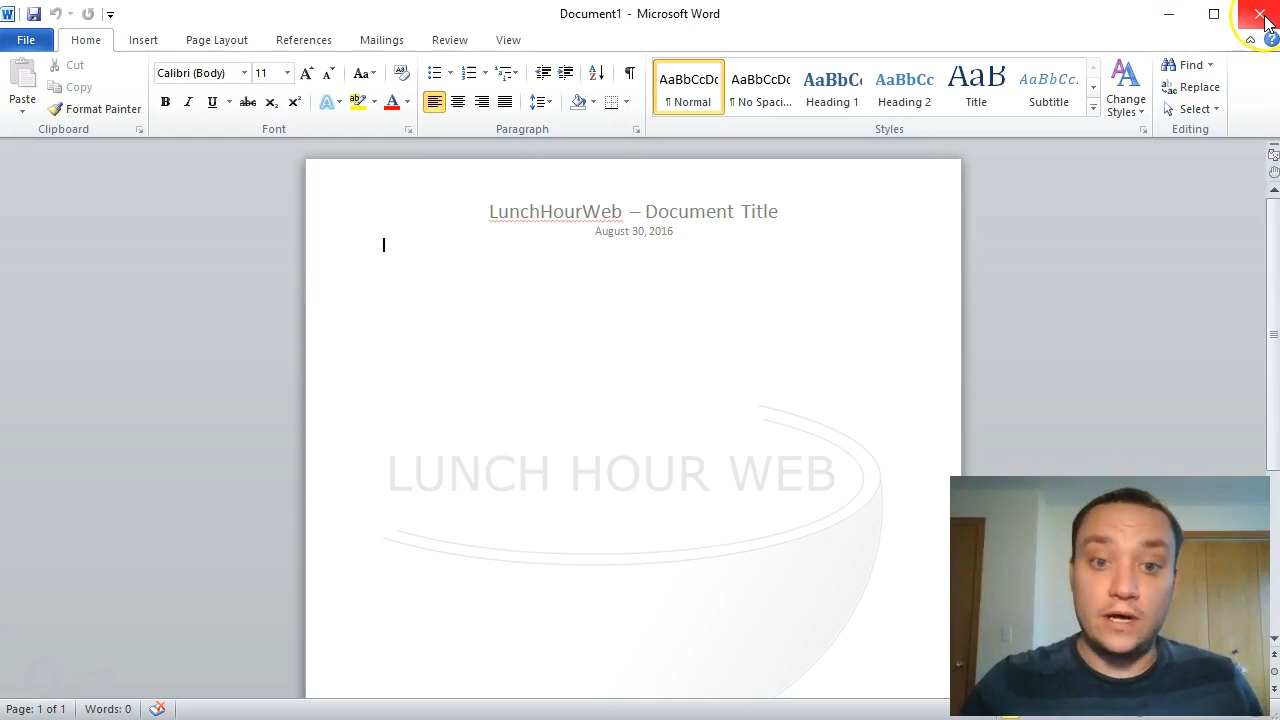 Document1 - Microsoft Word
File Home Insert Page Layout References Mailings Review View
Cut
Copy
Format Painter
Paste
Clipboard
Calibri (Body) 11
Font
Paragraph
AaBbCcDc AaBbCcDc AaBbC AaBbCc AaB AaBbCc.
¶ Normal ¶ No Spaci... Heading 1 Heading 2 Title Subtitle
Change Styles
Styles
Find
Replace
Select
Editing
LunchHourWeb – Document Title
August 30, 2016
LUNCH HOUR WEB
Page: 1 of 1 Words: 0